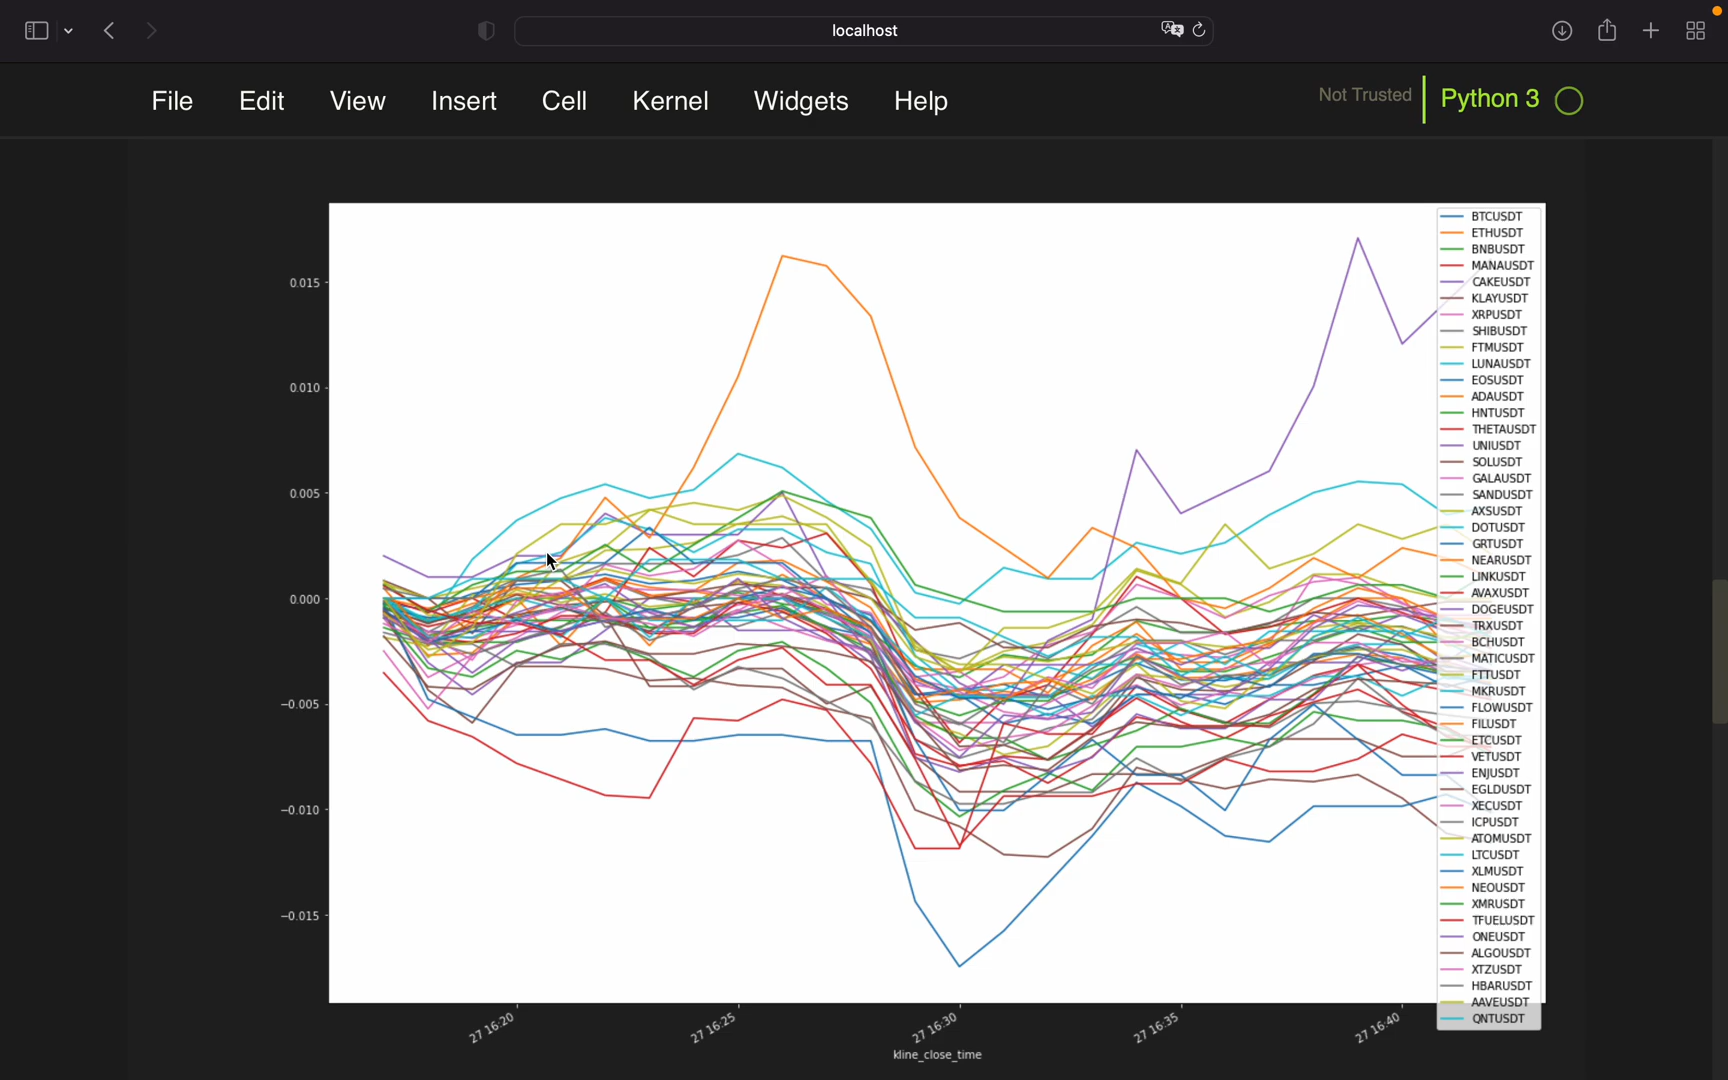 localhost
File Edit View Insert Cell Kernel Widgets Help
Not Trusted
Python 3
0.015
0.010
0.005
0.000
−0.005
−0.010
−0.015
27 16:20
27 16:25
27 16:30
27 16:35
27 16:40
kline_close_time
BTCUSDT
ETHUSDT
BNBUSDT
MANAUSDT
CAKEUSDT
KLAYUSDT
XRPUSDT
SHIBUSDT
FTMUSDT
LUNAUSDT
EOSUSDT
ADAUSDT
HNTUSDT
THETAUSDT
UNIUSDT
SOLUSDT
GALAUSDT
SANDUSDT
AXSUSDT
DOTUSDT
GRTUSDT
NEARUSDT
LINKUSDT
AVAXUSDT
DOGEUSDT
TRXUSDT
BCHUSDT
MATICUSDT
FTTUSDT
MKRUSDT
FLOWUSDT
FILUSDT
ETCUSDT
VETUSDT
ENJUSDT
EGLDUSDT
XECUSDT
ICPUSDT
ATOMUSDT
LTCUSDT
XLMUSDT
NEOUSDT
XMRUSDT
TFUELUSDT
ONEUSDT
ALGOUSDT
XTZUSDT
HBARUSDT
AAVEUSDT
QNTUSDT